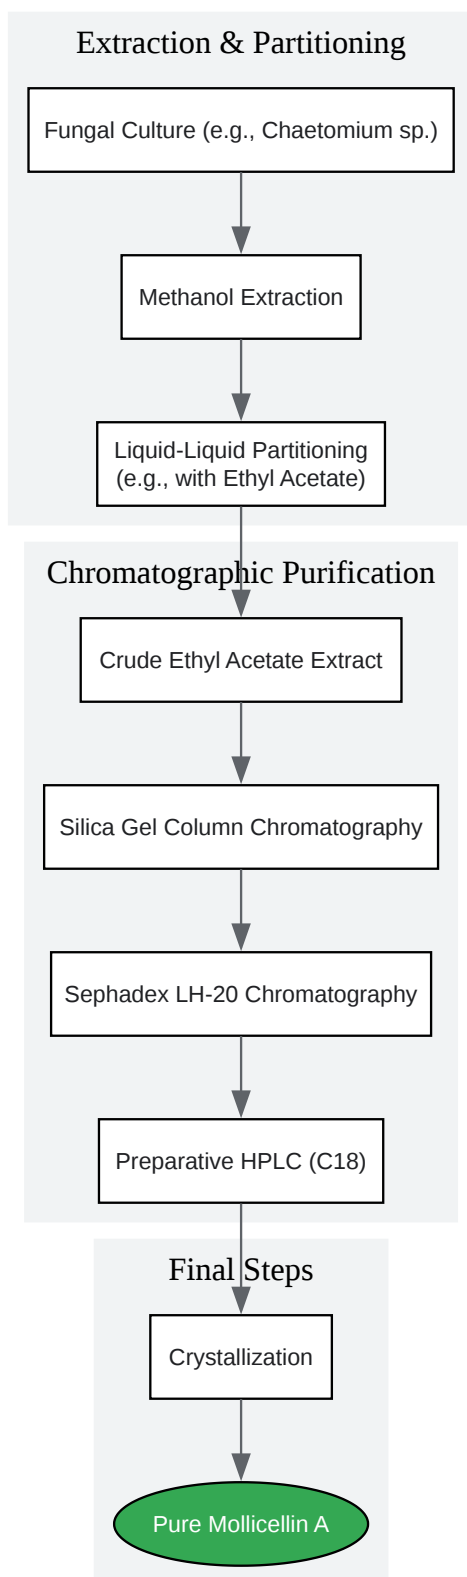 Extraction & Partitioning
Fungal Culture (e.g., Chaetomium sp.)
Methanol Extraction
Liquid-Liquid Partitioning
(e.g., with Ethyl Acetate)
Chromatographic Purification
Crude Ethyl Acetate Extract
Silica Gel Column Chromatography
Sephadex LH-20 Chromatography
Preparative HPLC (C18)
Final Steps
Crystallization
Pure Mollicellin A